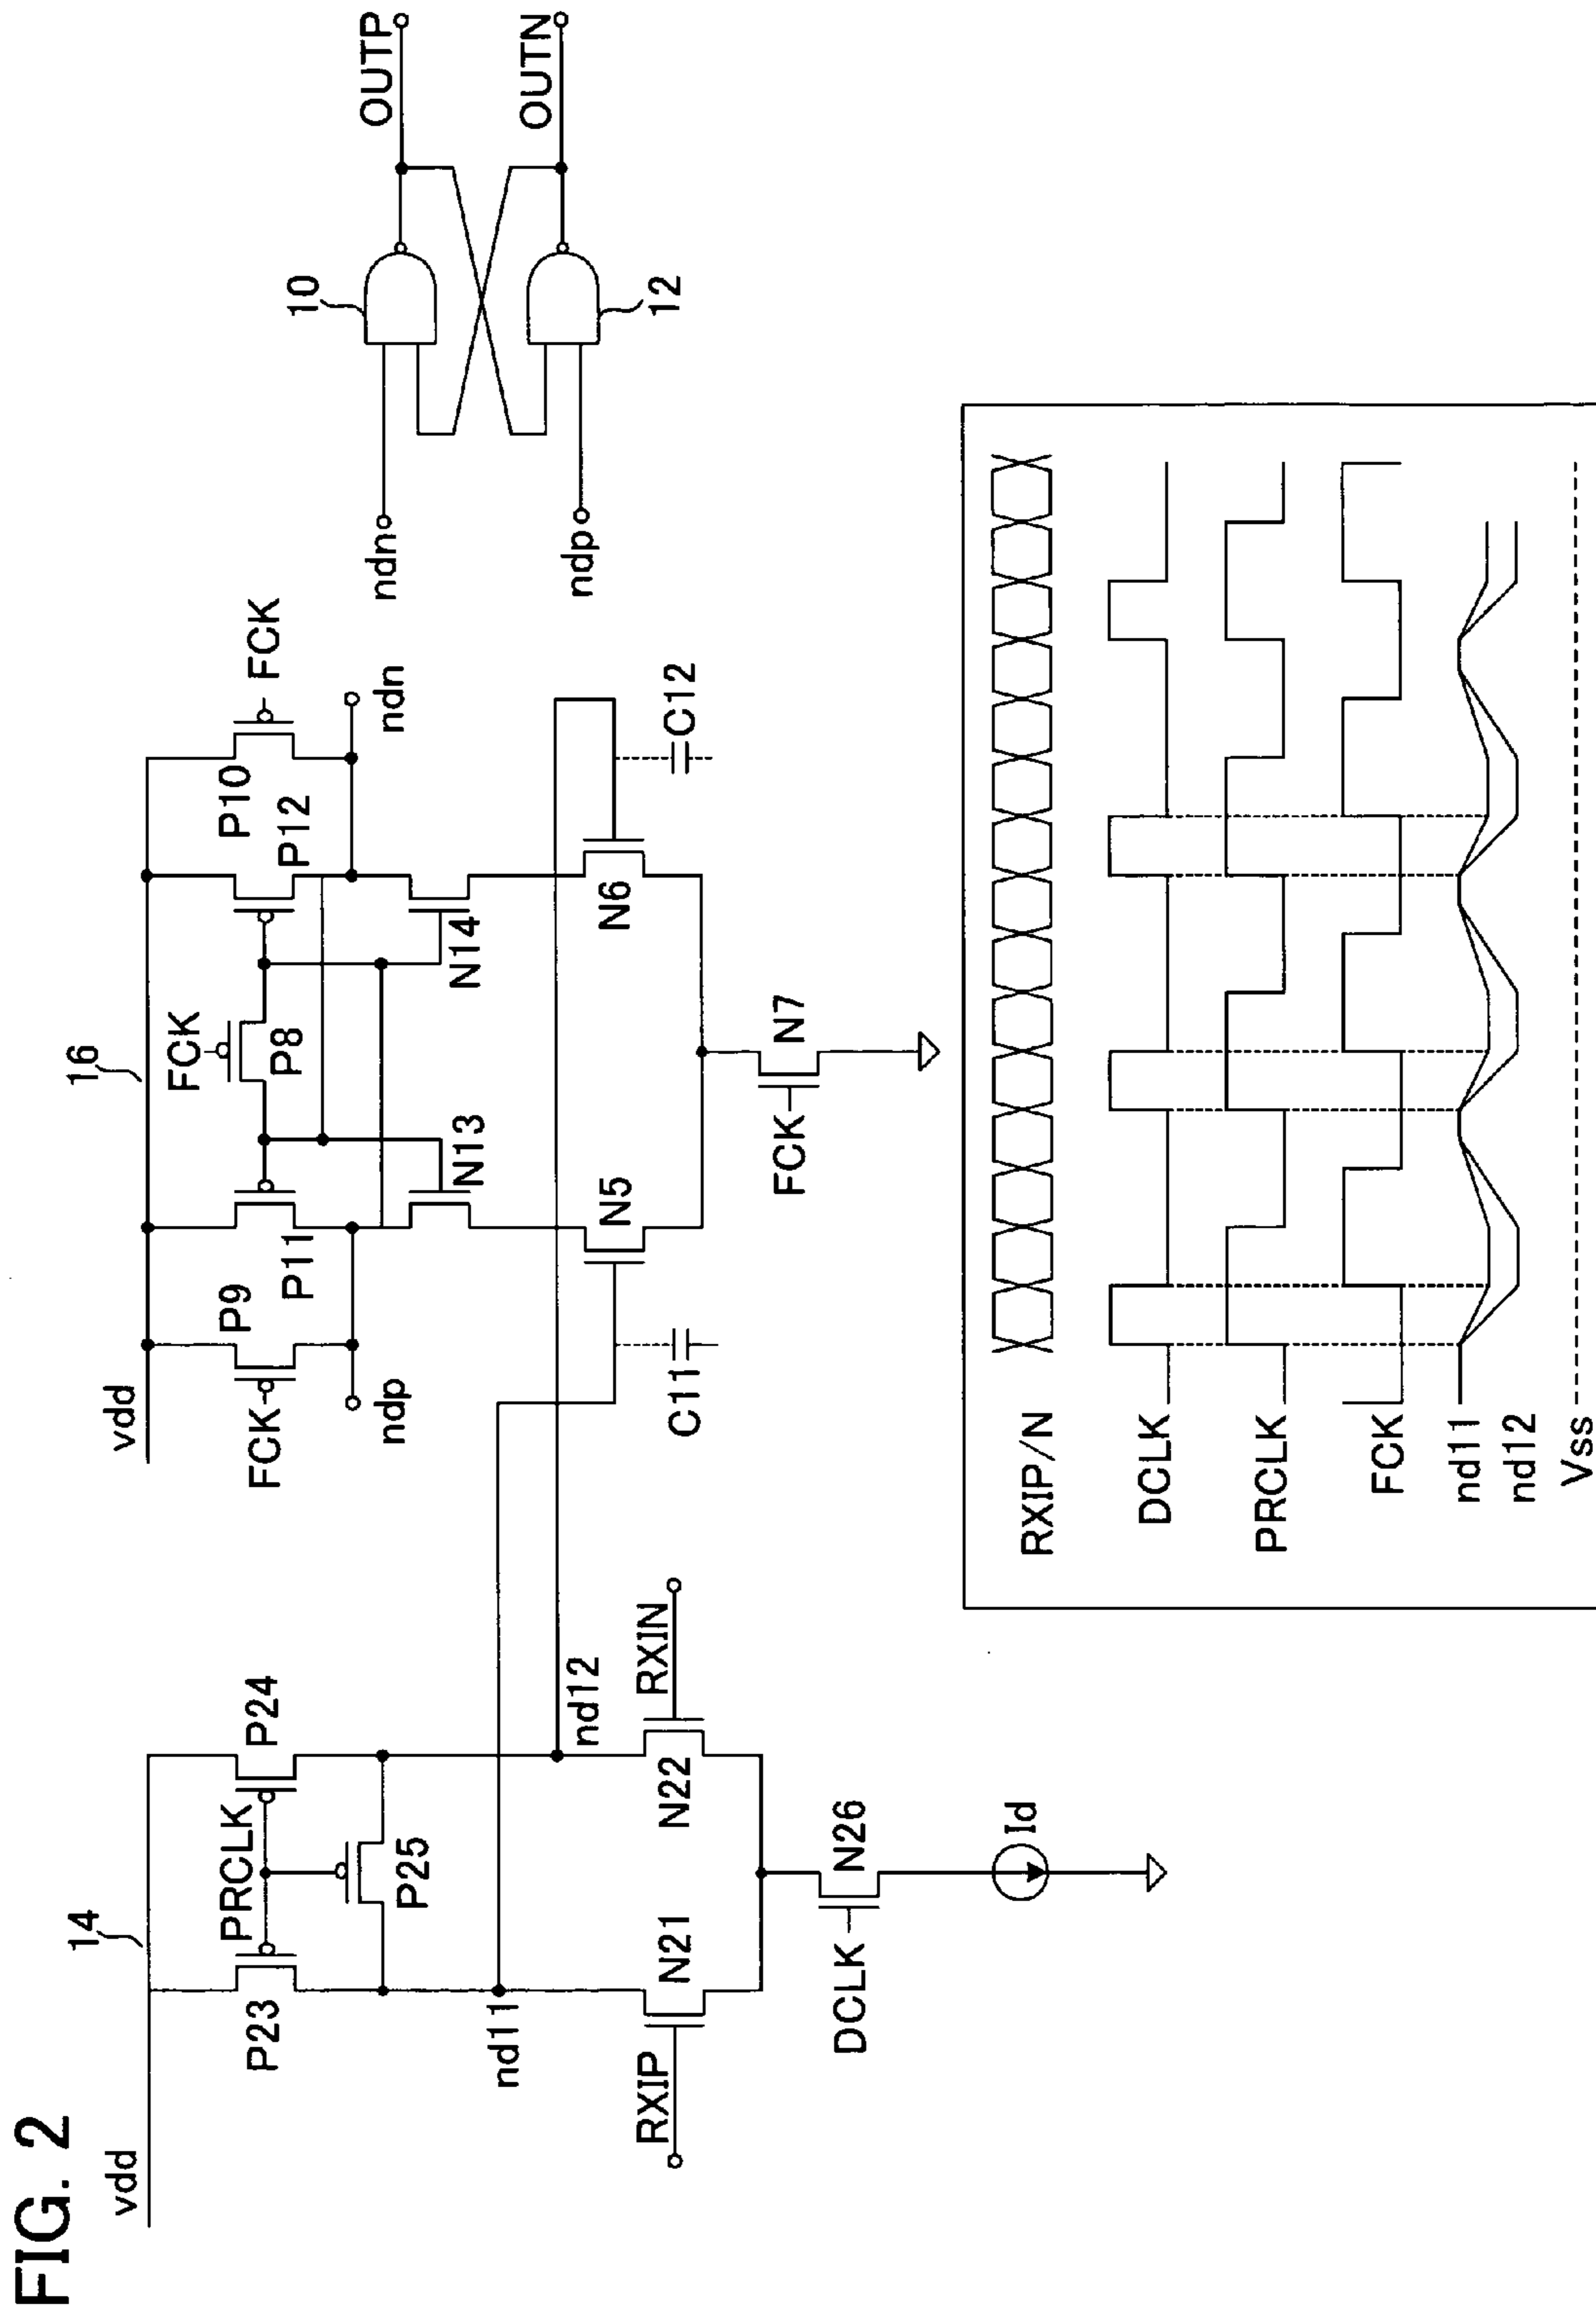 FIG. 2
vdd
14
P23
PRCLK
P24
P25
nd11
nd12
RXIP
N21
N22
RXIN
DCLK
N26
Id
vdd
16
FCK
P9
P11
FCK
P8
P10
P12
FCK
ndp
ndn
N13
N14
N5
N6
C11
C12
FCK
N7
ndn
ndp
10
12
OUTP
OUTN
RXIP/N
DCLK
PRCLK
FCK
nd11
nd12
Vss